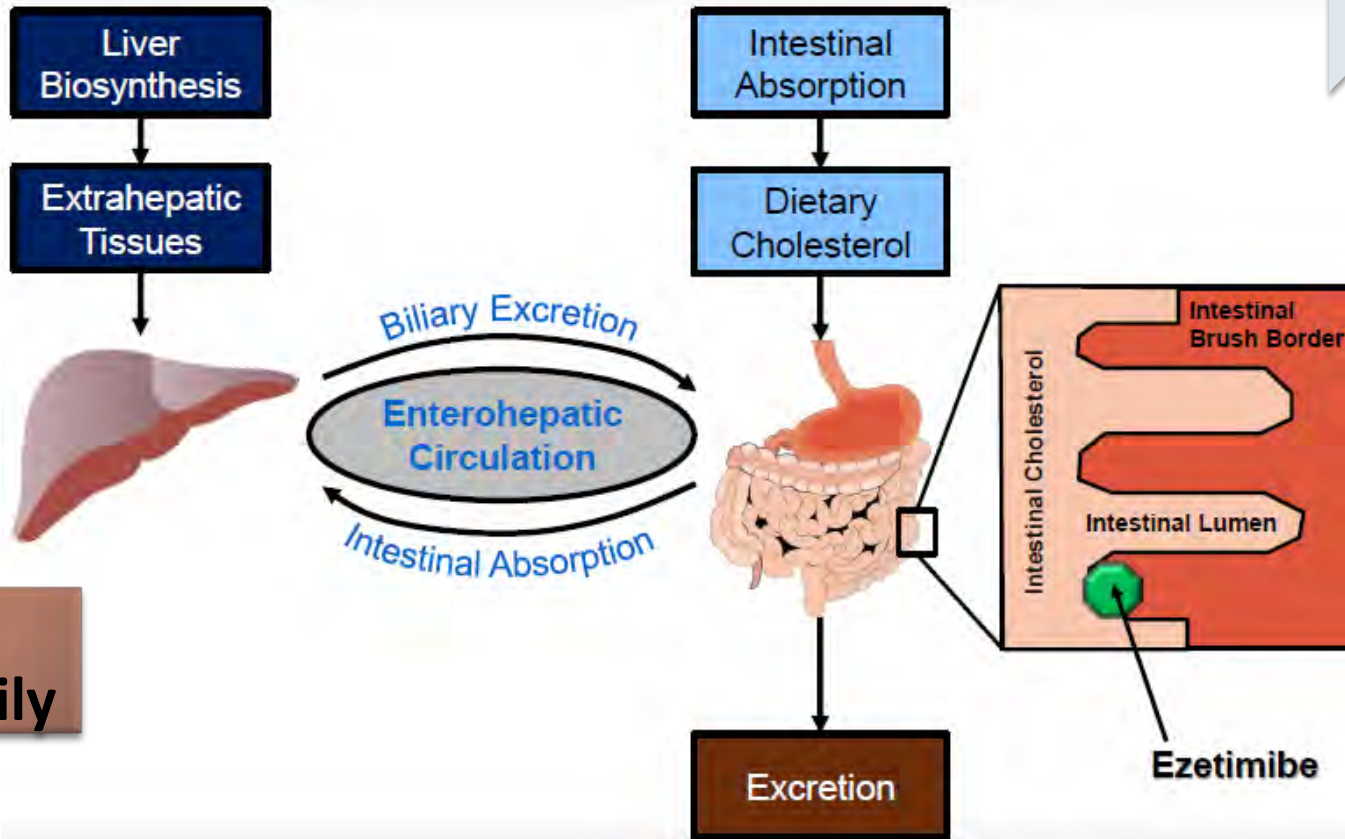 Liver
Biosynthesis
Extrahepatic
Tissues
Intestinal
Absorption
Dietary
Cholesterol
Biliary Excretion
Enterohepatic
Circulation
Intestinal Absorption
Intestinal Cholesterol
Intestinal
Brush Border
Intestinal Lumen
Ezetimibe
ily
Excretion